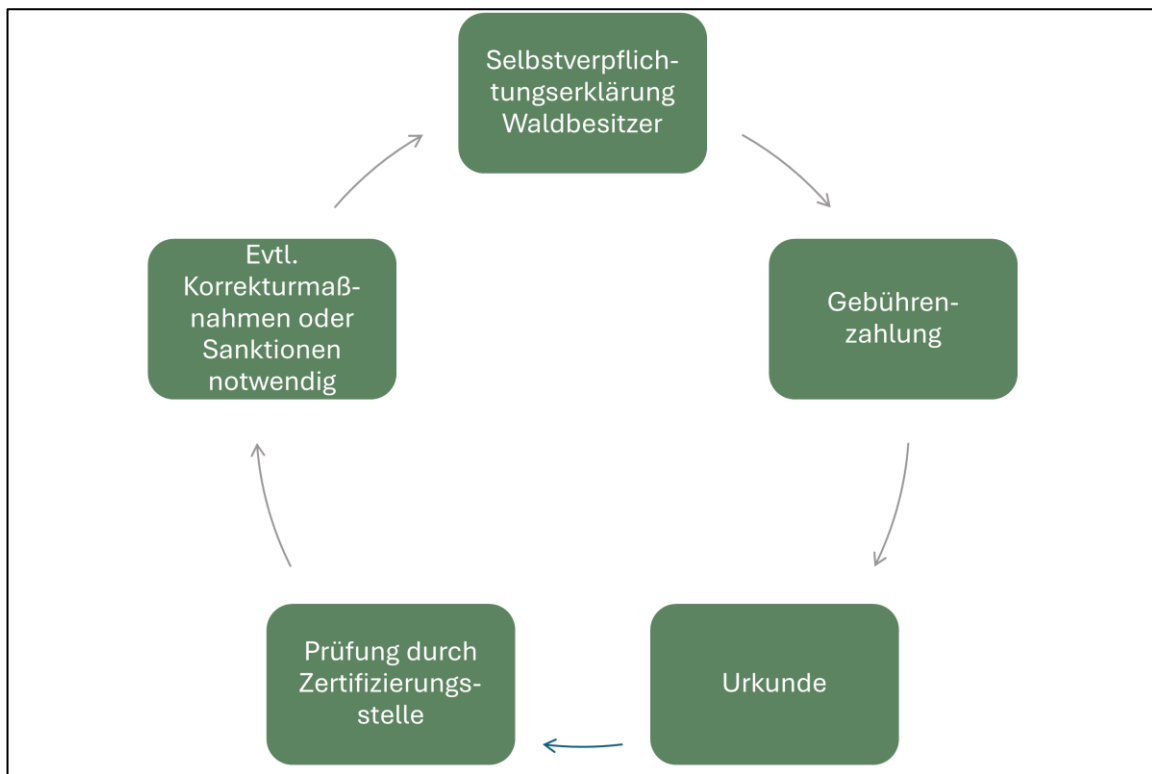 Selbstverpflich-
tungserklärung
Waldbesitzer
Gebühren-
zahlung
Urkunde
Prüfung durch
Zertifizierungs-
stelle
Evtl.
Korrekturmaß-
nahmen oder
Sanktionen
notwendig